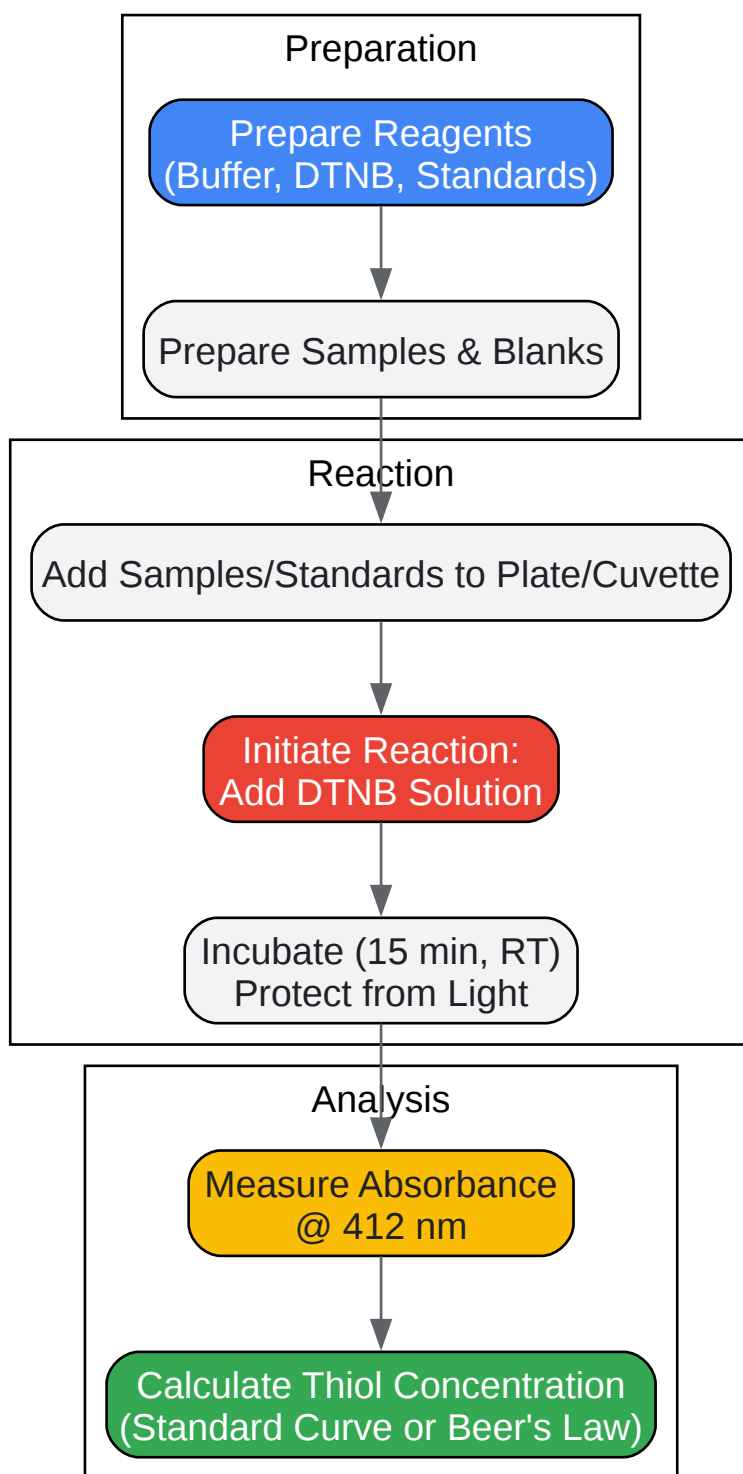 Preparation
Prepare Reagents
(Buffer, DTNB, Standards)
Prepare Samples & Blanks
Reaction
Add Samples/Standards to Plate/Cuvette
Initiate Reaction:
Add DTNB Solution
Incubate (15 min, RT)
Protect from Light
Analysis
Measure Absorbance
@ 412 nm
Calculate Thiol Concentration
(Standard Curve or Beer's Law)